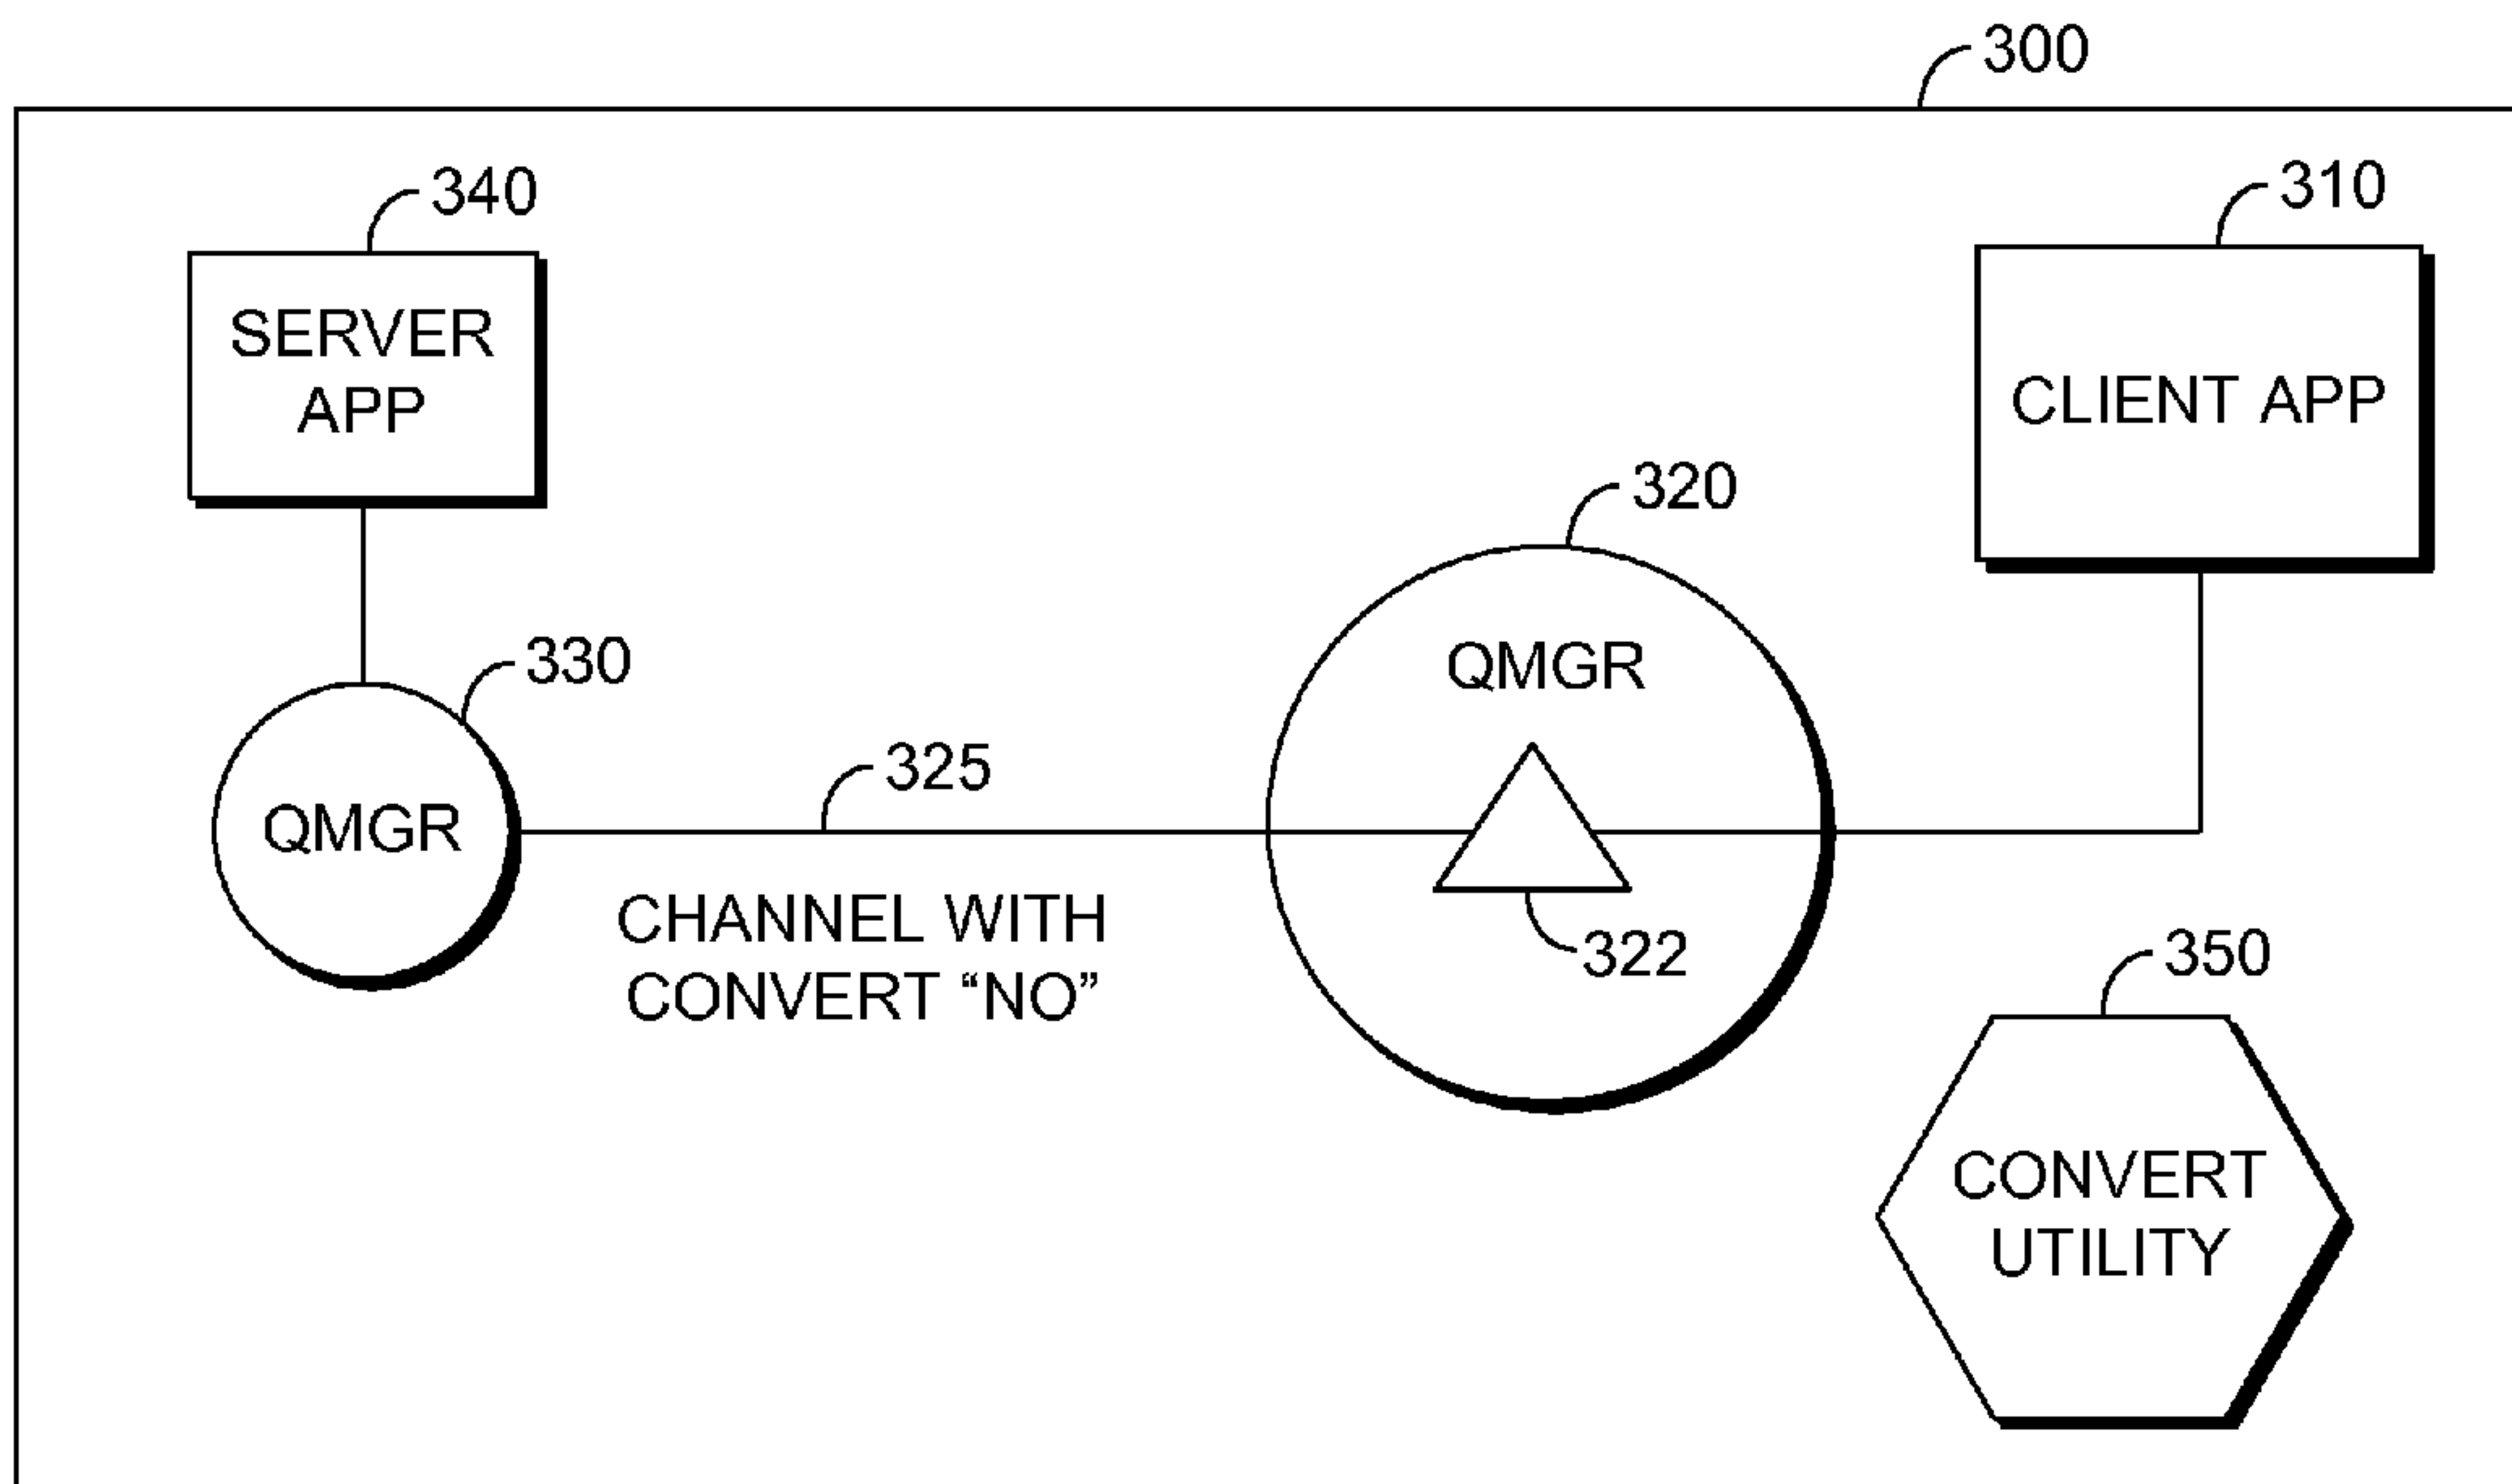 300
340
310
SERVER
APP
CLIENT APP
320
330
QMGR
325
QMGR
CHANNEL WITH
CONVERT “NO”
322
350
CONVERT
UTILITY